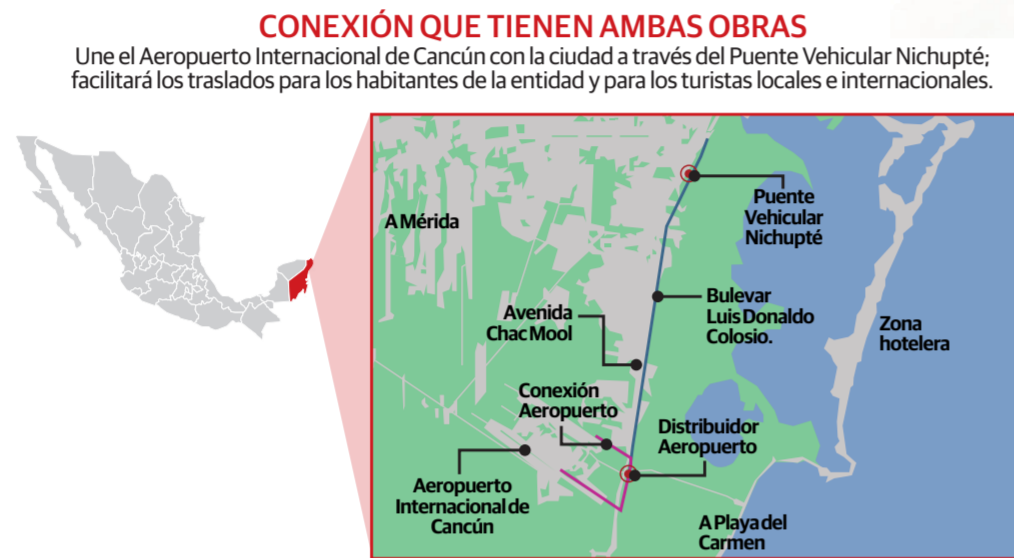 CONEXIÓN QUE TIENEN AMBAS OBRAS
Une el Aeropuerto Internacional de Cancún con la ciudad a través del Puente Vehicular Nichupté;
facilitará los traslados para los habitantes de la entidad y para los turistas locales e internacionales.
A Mérida
Puente
Vehicular
Nichupté
Avenida
Chac Mool
Bulevar
Luis Donaldo
Colosio.
Zona
hotelera
Conexión
Aeropuerto
Distribuidor
Aeropuerto
Aeropuerto
Internacional de
Cancún
A Playa del
Carmen